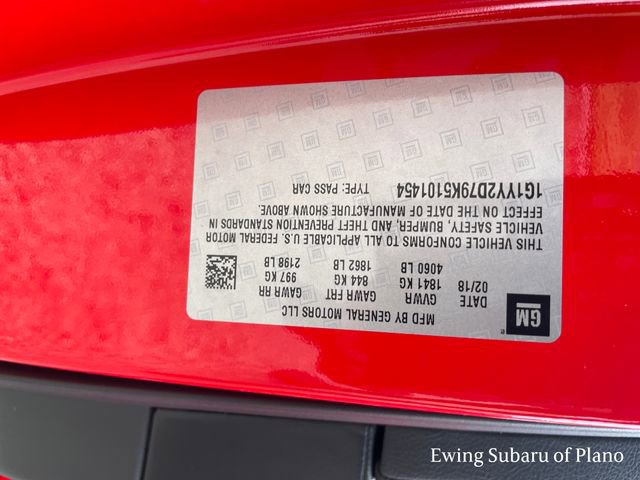 MFD BY GENERAL MOTORS LLC
GM
DATE GVWR GAWR FRT GAWR RR
02/18 1841 KG 844 KG 997 KG
4060 LB 1862 LB 2198 LB
THIS VEHICLE CONFORMS TO ALL APPLICABLE U.S. FEDERAL MOTOR
VEHICLE SAFETY, BUMPER, AND THEFT PREVENTION STANDARDS IN
EFFECT ON THE DATE OF MANUFACTURE SHOWN ABOVE.
1G1YY2D79K5101454 TYPE: PASS CAR
Ewing Subaru of Plano